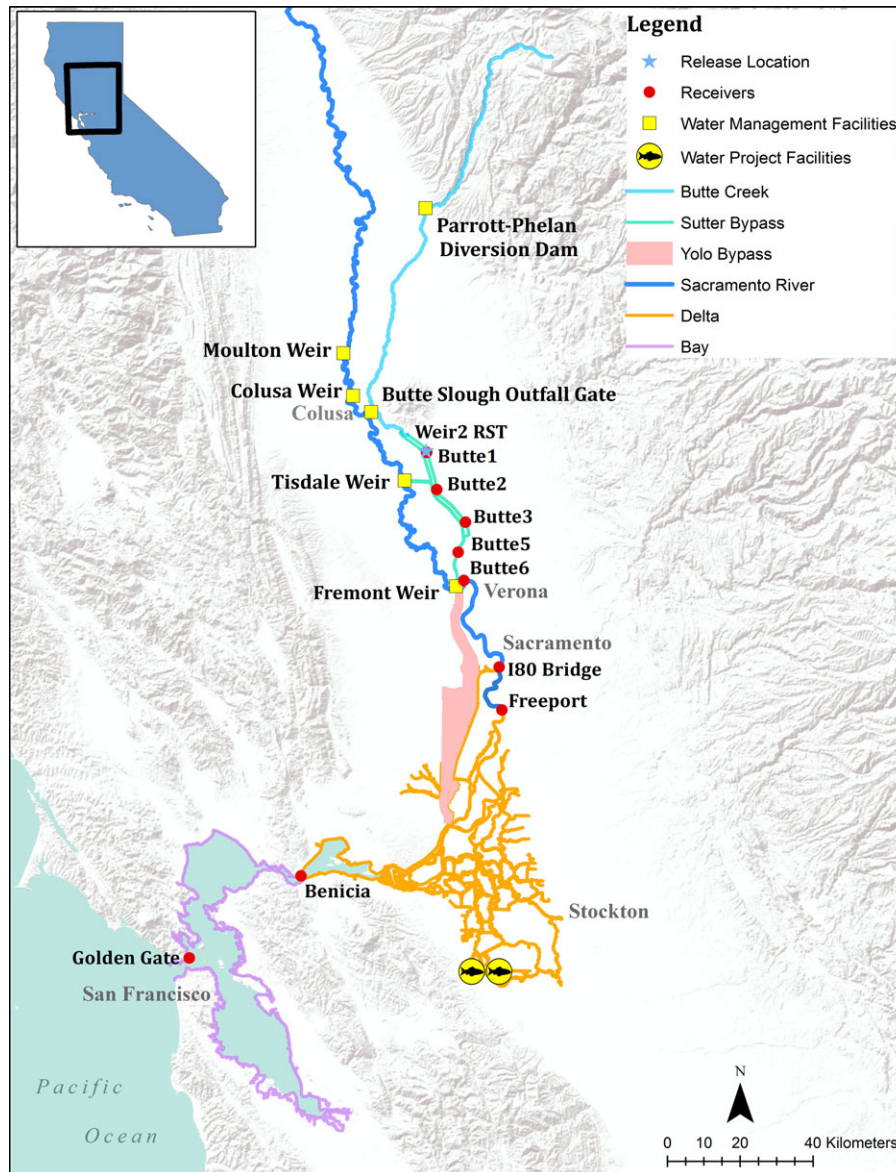 Legend
Release Location
Receivers
Water Management Facilities
Water Project Facilities
Butte Creek
Sutter Bypass
Yolo Bypass
Sacramento River
Delta
Bay
Parrott-Phelan
Diversion Dam
Moulton Weir
Colusa Weir
Butte Slough Outfall Gate
Colusa
Weir2 RST
Butte1
Tisdale Weir
Butte2
Butte3
Butte5
Butte6
Fremont Weir
Verona
Sacramento
I80 Bridge
Freeport
Benicia
Stockton
Golden Gate
San Francisco
Pacific
Ocean
N
0 10 20 40 Kilometers